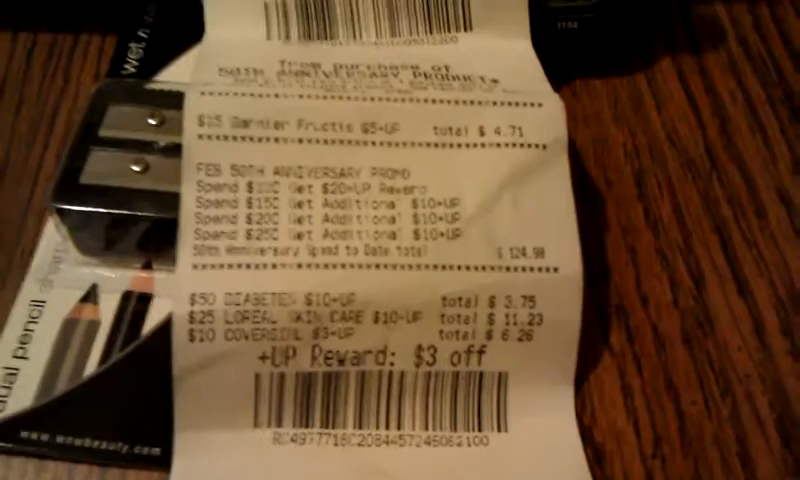 wet n
from purchase of
50TH ANNIVERSARY PRODUCTS
$15 Garnier Fructis $5+UP total $ 4.71
FEB 50TH ANNIVERSARY PROMO
Spend $100 Get $20+UP Reward
Spend $150 Get Additional $10+UP
Spend $200 Get Additional $10+UP
Spend $250 Get Additional $10+UP
50th Anniversary Spend to Date total $ 124.98
$50 DIABETES $10+UP total $ 3.75
$25 LOREAL SKIN CARE $10-UP total $ 11.23
$10 COVERGIRL $3-UP total $ 6.26
+UP Reward: $3 off
dual pencil
www.wnwbeauty.com